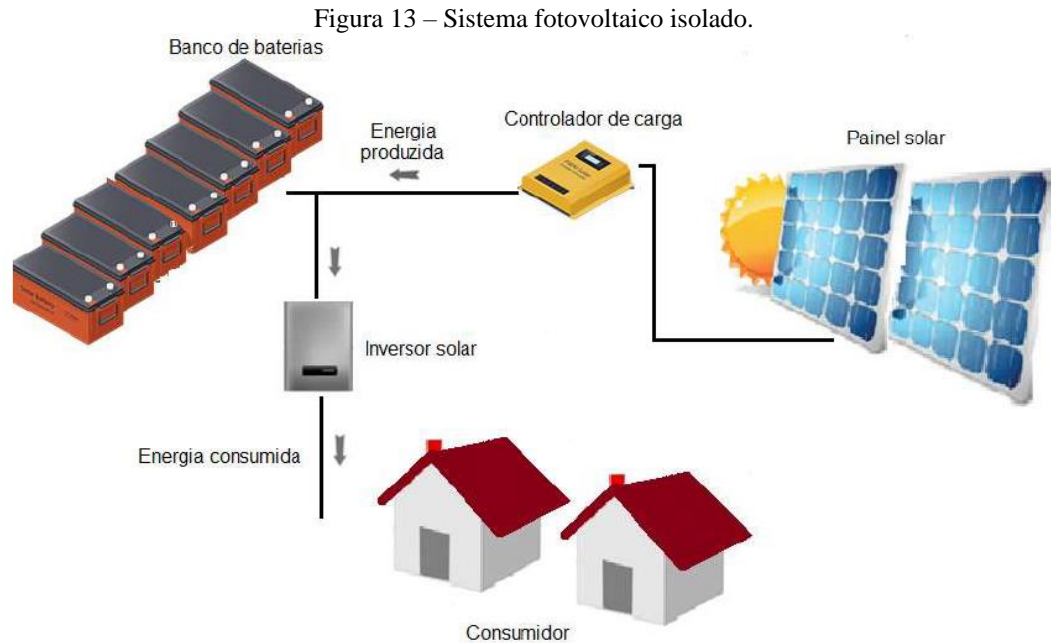 Figura 13 – Sistema fotovoltaico isolado.
Banco de baterias
Energia
produzida
Controlador de carga
Painel solar
Inversor solar
Energia consumida
Consumidor